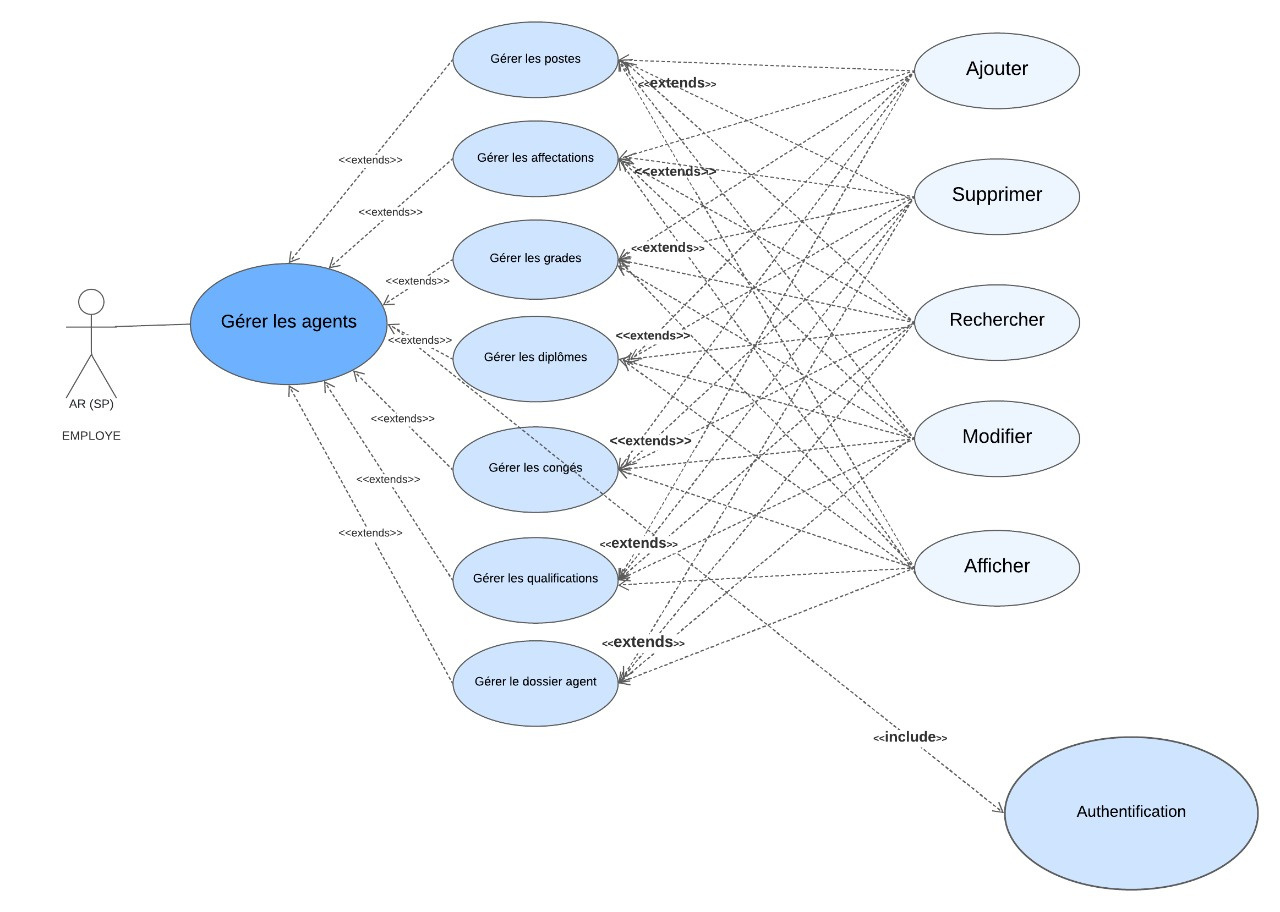 Gérer les postes
Ajouter
<<extends>>
Gérer les affectations
<<extends>>
<<extends>>
Supprimer
<<extends>>
<<extends>>
Gérer les grades
<<extends>>
Gérer les agents
Rechercher
<<extends>>
<<extends>>
Gérer les diplômes
AR (SP)
EMPLOYE
<<extends>>
<<extends>>
Modifier
Gérer les congés
<<extends>>
<<extends>>
<<extends>>
Afficher
Gérer les qualifications
<<extends>>
Gérer le dossier agent
<<include>>
Authentification